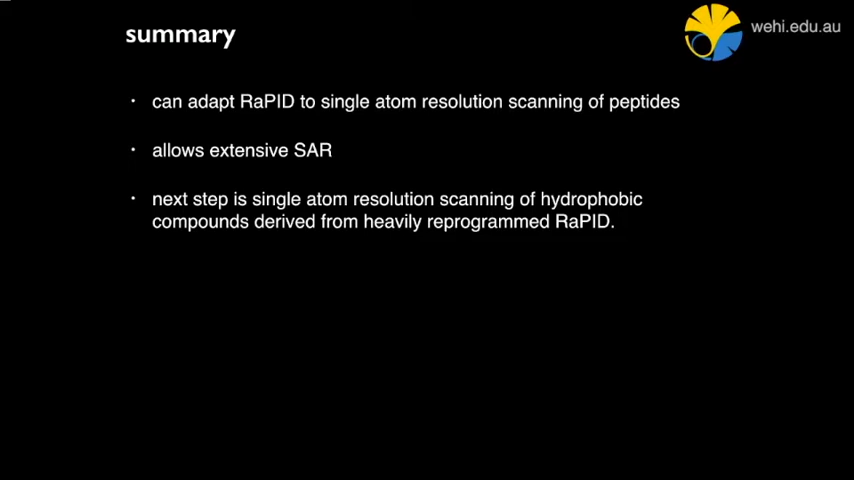 summary
wehi.edu.au
· can adapt RaPID to single atom resolution scanning of peptides
· allows extensive SAR
· next step is single atom resolution scanning of hydrophobic
compounds derived from heavily reprogrammed RaPID.